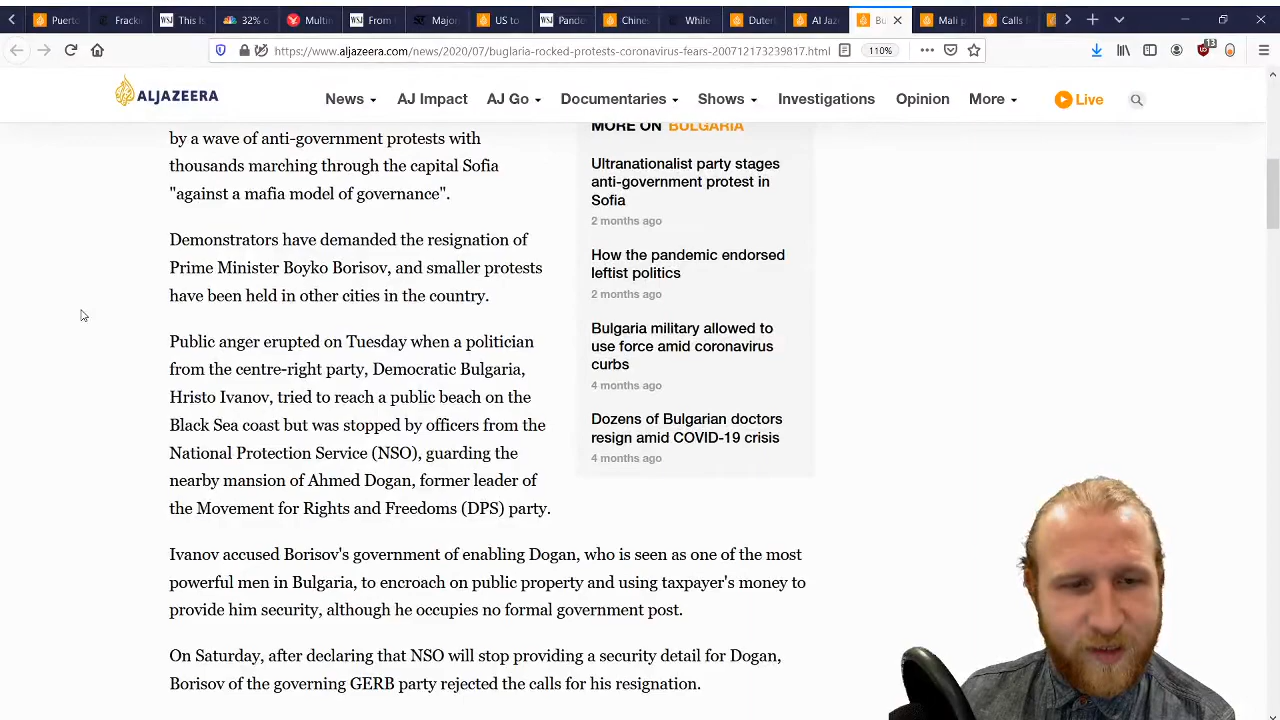 Puerto
Frackin
WSJ This Is
32% o
Multin
WSJ From
Major
US to
WSJ Pande
Chines
While
Dutert
Al Jaz
Bu
Mali p
Calls f
https://www.aljazeera.com/news/2020/07/bugaria-rocked-protests-coronavirus-fears-200712173239817.html
110%
13
ALJAZEERA
News AJ Impact AJ Go Documentaries Shows Investigations Opinion More Live
by a wave of anti-government protests with
thousands marching through the capital Sofia
"against a mafia model of governance".
Demonstrators have demanded the resignation of
Prime Minister Boyko Borisov, and smaller protests
have been held in other cities in the country.
Public anger erupted on Tuesday when a politician
from the centre-right party, Democratic Bulgaria,
Hristo Ivanov, tried to reach a public beach on the
Black Sea coast but was stopped by officers from the
National Protection Service (NSO), guarding the
nearby mansion of Ahmed Dogan, former leader of
the Movement for Rights and Freedoms (DPS) party.
Ivanov accused Borisov's government of enabling Dogan, who is seen as one of the most
powerful men in Bulgaria, to encroach on public property and using taxpayer's money to
provide him security, although he occupies no formal government post.
On Saturday, after declaring that NSO will stop providing a security detail for Dogan,
Borisov of the governing GERB party rejected the calls for his resignation.
MORE ON BULGARIA
Ultranationalist party stages
anti-government protest in
Sofia
2 months ago
How the pandemic endorsed
leftist politics
2 months ago
Bulgaria military allowed to
use force amid coronavirus
curbs
4 months ago
Dozens of Bulgarian doctors
resign amid COVID-19 crisis
4 months ago